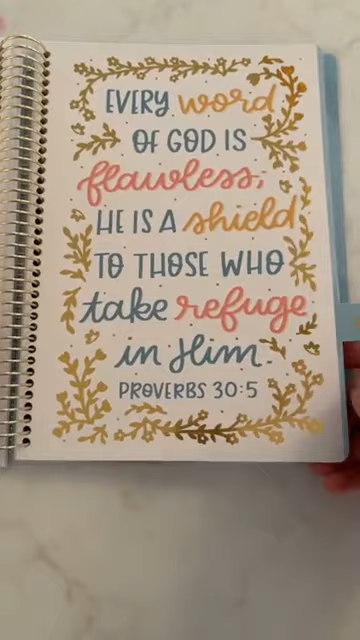 EVERY word
OF GOD IS
flawless,
HE IS A shield
TO THOSE WHO
take refuge
in Him.
PROVERBS 30:5